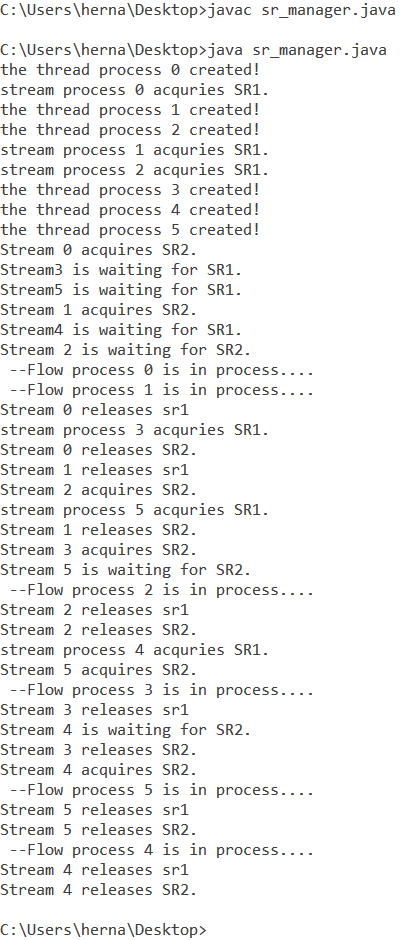 C:\Users\herna\Desktop>javac sr_manager.java
C:\Users\herna\Desktop>java sr_manager.java
the thread process 0 created!
stream process 0 acquries SR1.
the thread process 1 created!
the thread process 2 created!
stream process 1 acquries SR1.
stream process 2 acquries SR1.
the thread process 3 created!
the thread process 4 created!
the thread process 5 created!
Stream 0 acquires SR2.
Stream3 is waiting for SR1.
Stream5 is waiting for SR1.
Stream 1 acquires SR2.
Stream4 is waiting for SR1.
Stream 2 is waiting for SR2.
 --Flow process 0 is in process....
 --Flow process 1 is in process....
Stream 0 releases sr1
stream process 3 acquries SR1.
Stream 0 releases SR2.
Stream 1 releases sr1
Stream 2 acquires SR2.
stream process 5 acquries SR1.
Stream 1 releases SR2.
Stream 3 acquires SR2.
Stream 5 is waiting for SR2.
 --Flow process 2 is in process....
Stream 2 releases sr1
Stream 2 releases SR2.
stream process 4 acquries SR1.
Stream 5 acquires SR2.
 --Flow process 3 is in process....
Stream 3 releases sr1
Stream 4 is waiting for SR2.
Stream 3 releases SR2.
Stream 4 acquires SR2.
 --Flow process 5 is in process....
Stream 5 releases sr1
Stream 5 releases SR2.
 --Flow process 4 is in process....
Stream 4 releases sr1
Stream 4 releases SR2.
C:\Users\herna\Desktop>